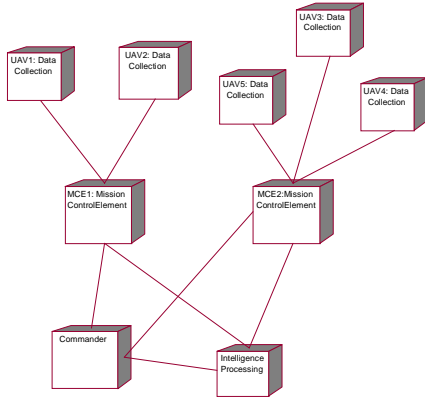 UAV3: Data
Collection
UAV1: Data
Collection
UAV2: Data
Collection
UAV5: Data
Collection
UAV4: Data
Collection
MCE1: Mission
ControlElement
MCE2:Mission
ControlElement
Commander
Intelligence
Processing